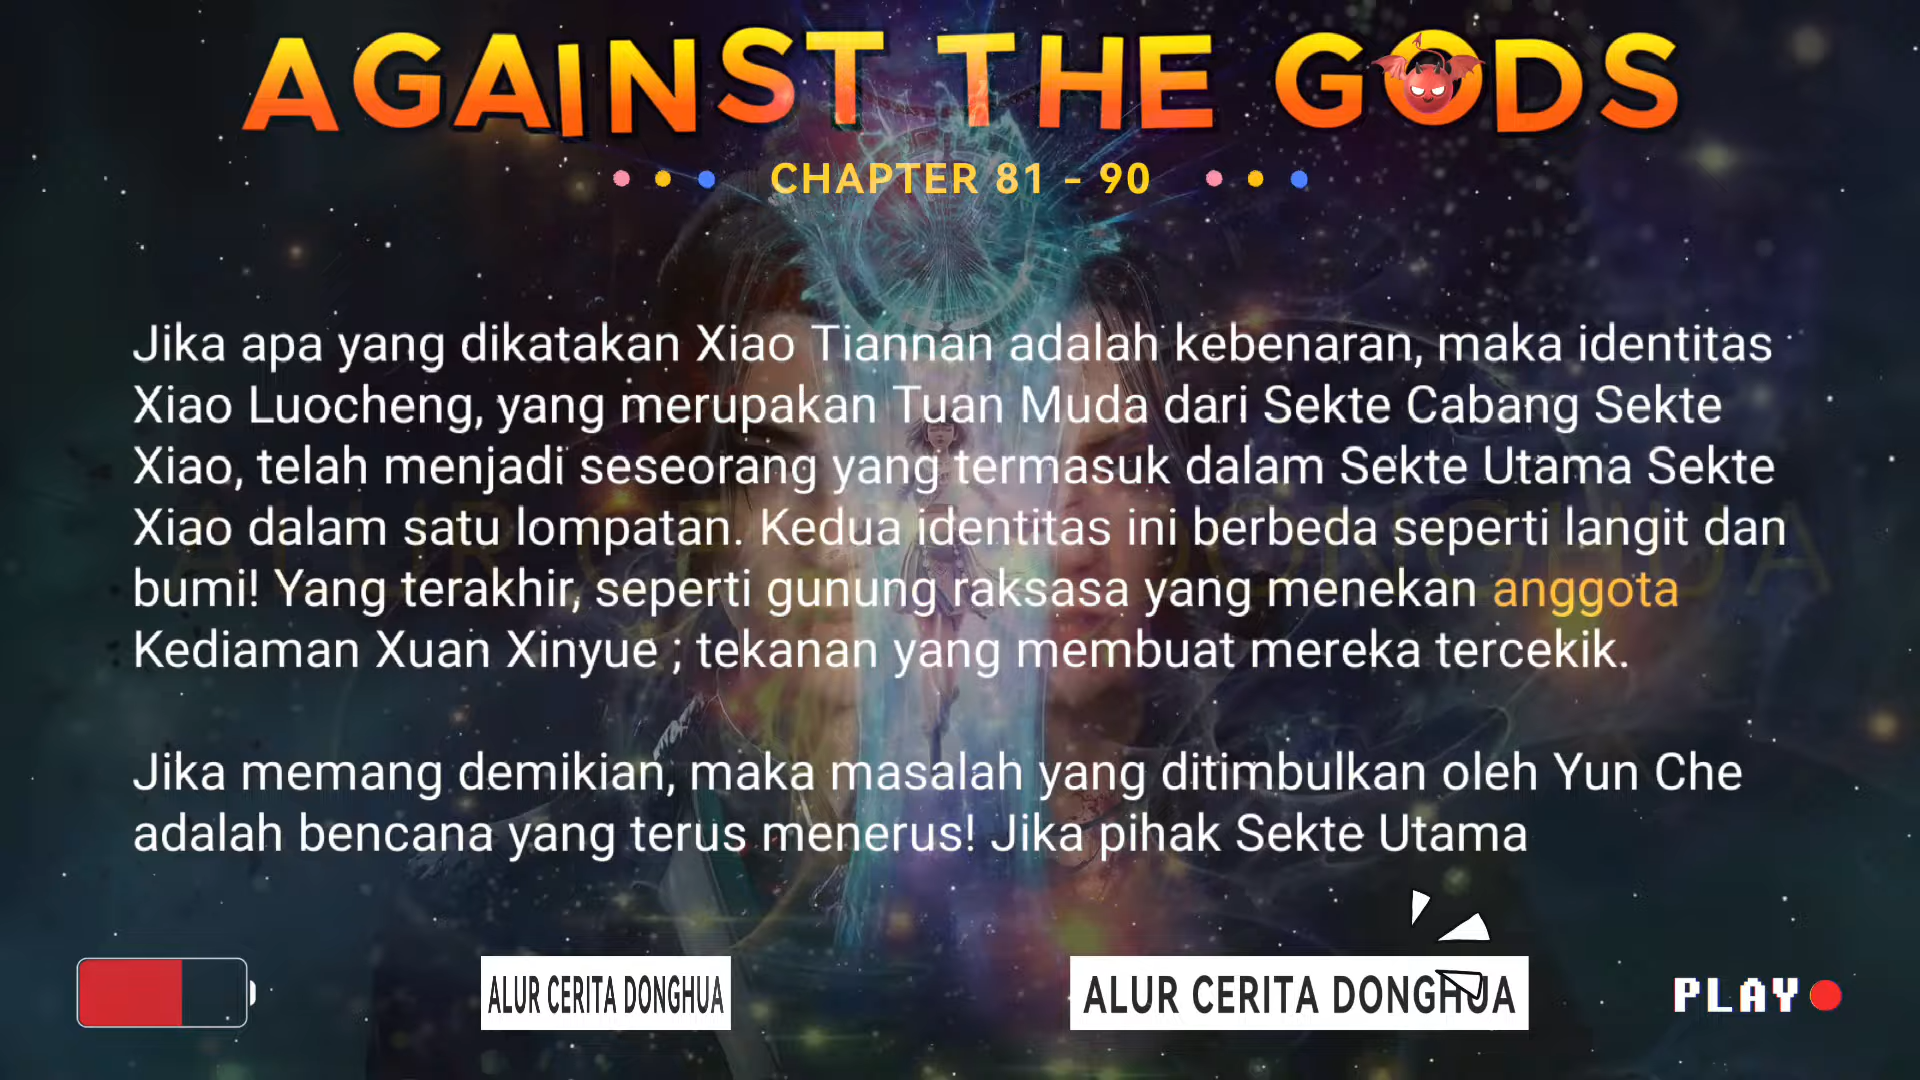 AGAINST THE GODS
CHAPTER 81 - 90
Jika apa yang dikatakan Xiao Tiannan adalah kebenaran, maka identitas
Xiao Luocheng, yang merupakan Tuan Muda dari Sekte Cabang Sekte
Xiao, telah menjadi seseorang yang termasuk dalam Sekte Utama Sekte
Xiao dalam satu lompatan. Kedua identitas ini berbeda seperti langit dan
bumi! Yang terakhir, seperti gunung raksasa yang menekan anggota
Kediaman Xuan Xinyue ; tekanan yang membuat mereka tercekik.
Jika memang demikian, maka masalah yang ditimbulkan oleh Yun Che
adalah bencana yang terus menerus! Jika pihak Sekte Utama
ALUR CERITA DONGHUA
ALUR CERITA DONGHUA
PLAY